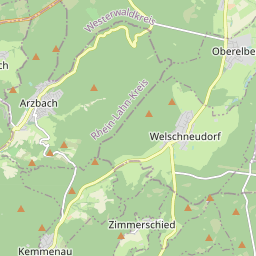 Westerwaldkreis
Oberelbe
ch
Rhein-Lahn-Kreis
Arzbach
Welschneudorf
Zimmerschied
Kemmenau